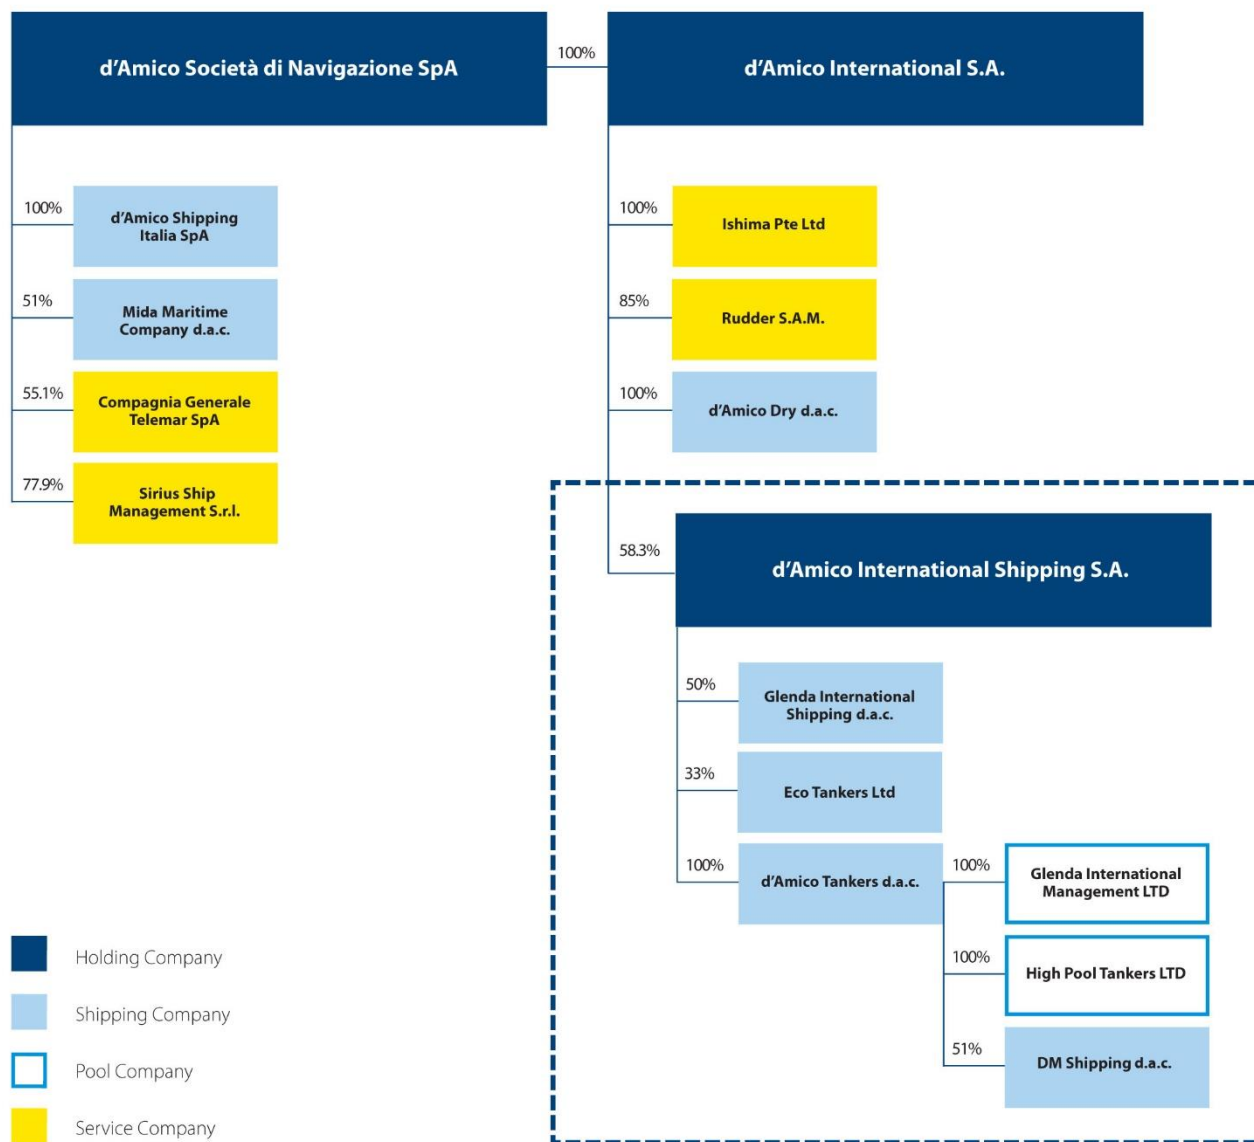 d’Amico Società di Navigazione SpA
100%
d’Amico International S.A.
100%
d’Amico Shipping
Italia SpA
51%
Mida Maritime
Company d.a.c.
55.1%
Compagnia Generale
Telemar SpA
77.9%
Sirius Ship
Management S.r.l.
100%
Ishima Pte Ltd
85%
Rudder S.A.M.
100%
d’Amico Dry d.a.c.
58.3%
d’Amico International Shipping S.A.
50%
Glenda International
Shipping d.a.c.
33%
Eco Tankers Ltd
100%
d’Amico Tankers d.a.c.
100%
Glenda International
Management LTD
100%
High Pool Tankers LTD
51%
DM Shipping d.a.c.
Holding Company
Shipping Company
Pool Company
Service Company